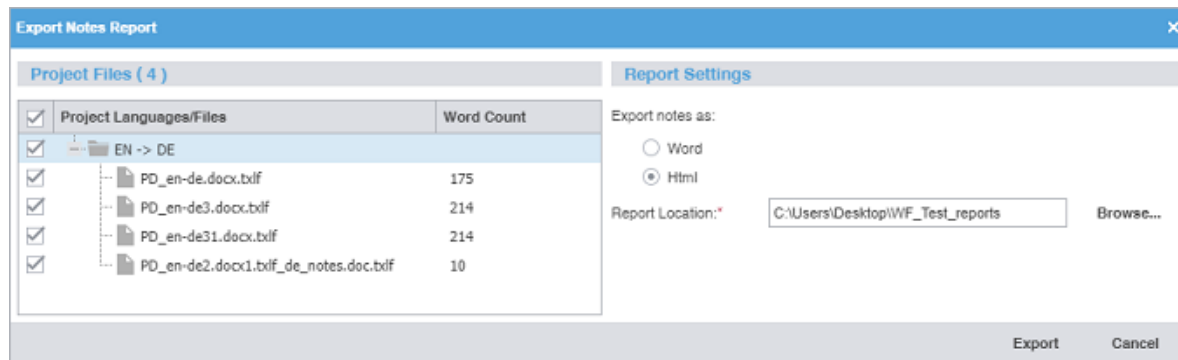 Export Notes Report
Project Files ( 4 )
Project Languages/Files Word Count
EN -> DE
PD_en-de.docx.txlf 175
PD_en-de3.docx.txlf 214
PD_en-de31.docx.txlf 214
PD_en-de2.docx1.txlf_de_notes.doc.txlf 10
Report Settings
Export notes as:
Word
Html
Report Location:* C:\Users\Desktop\WF_Test_reports Browse...
Export Cancel